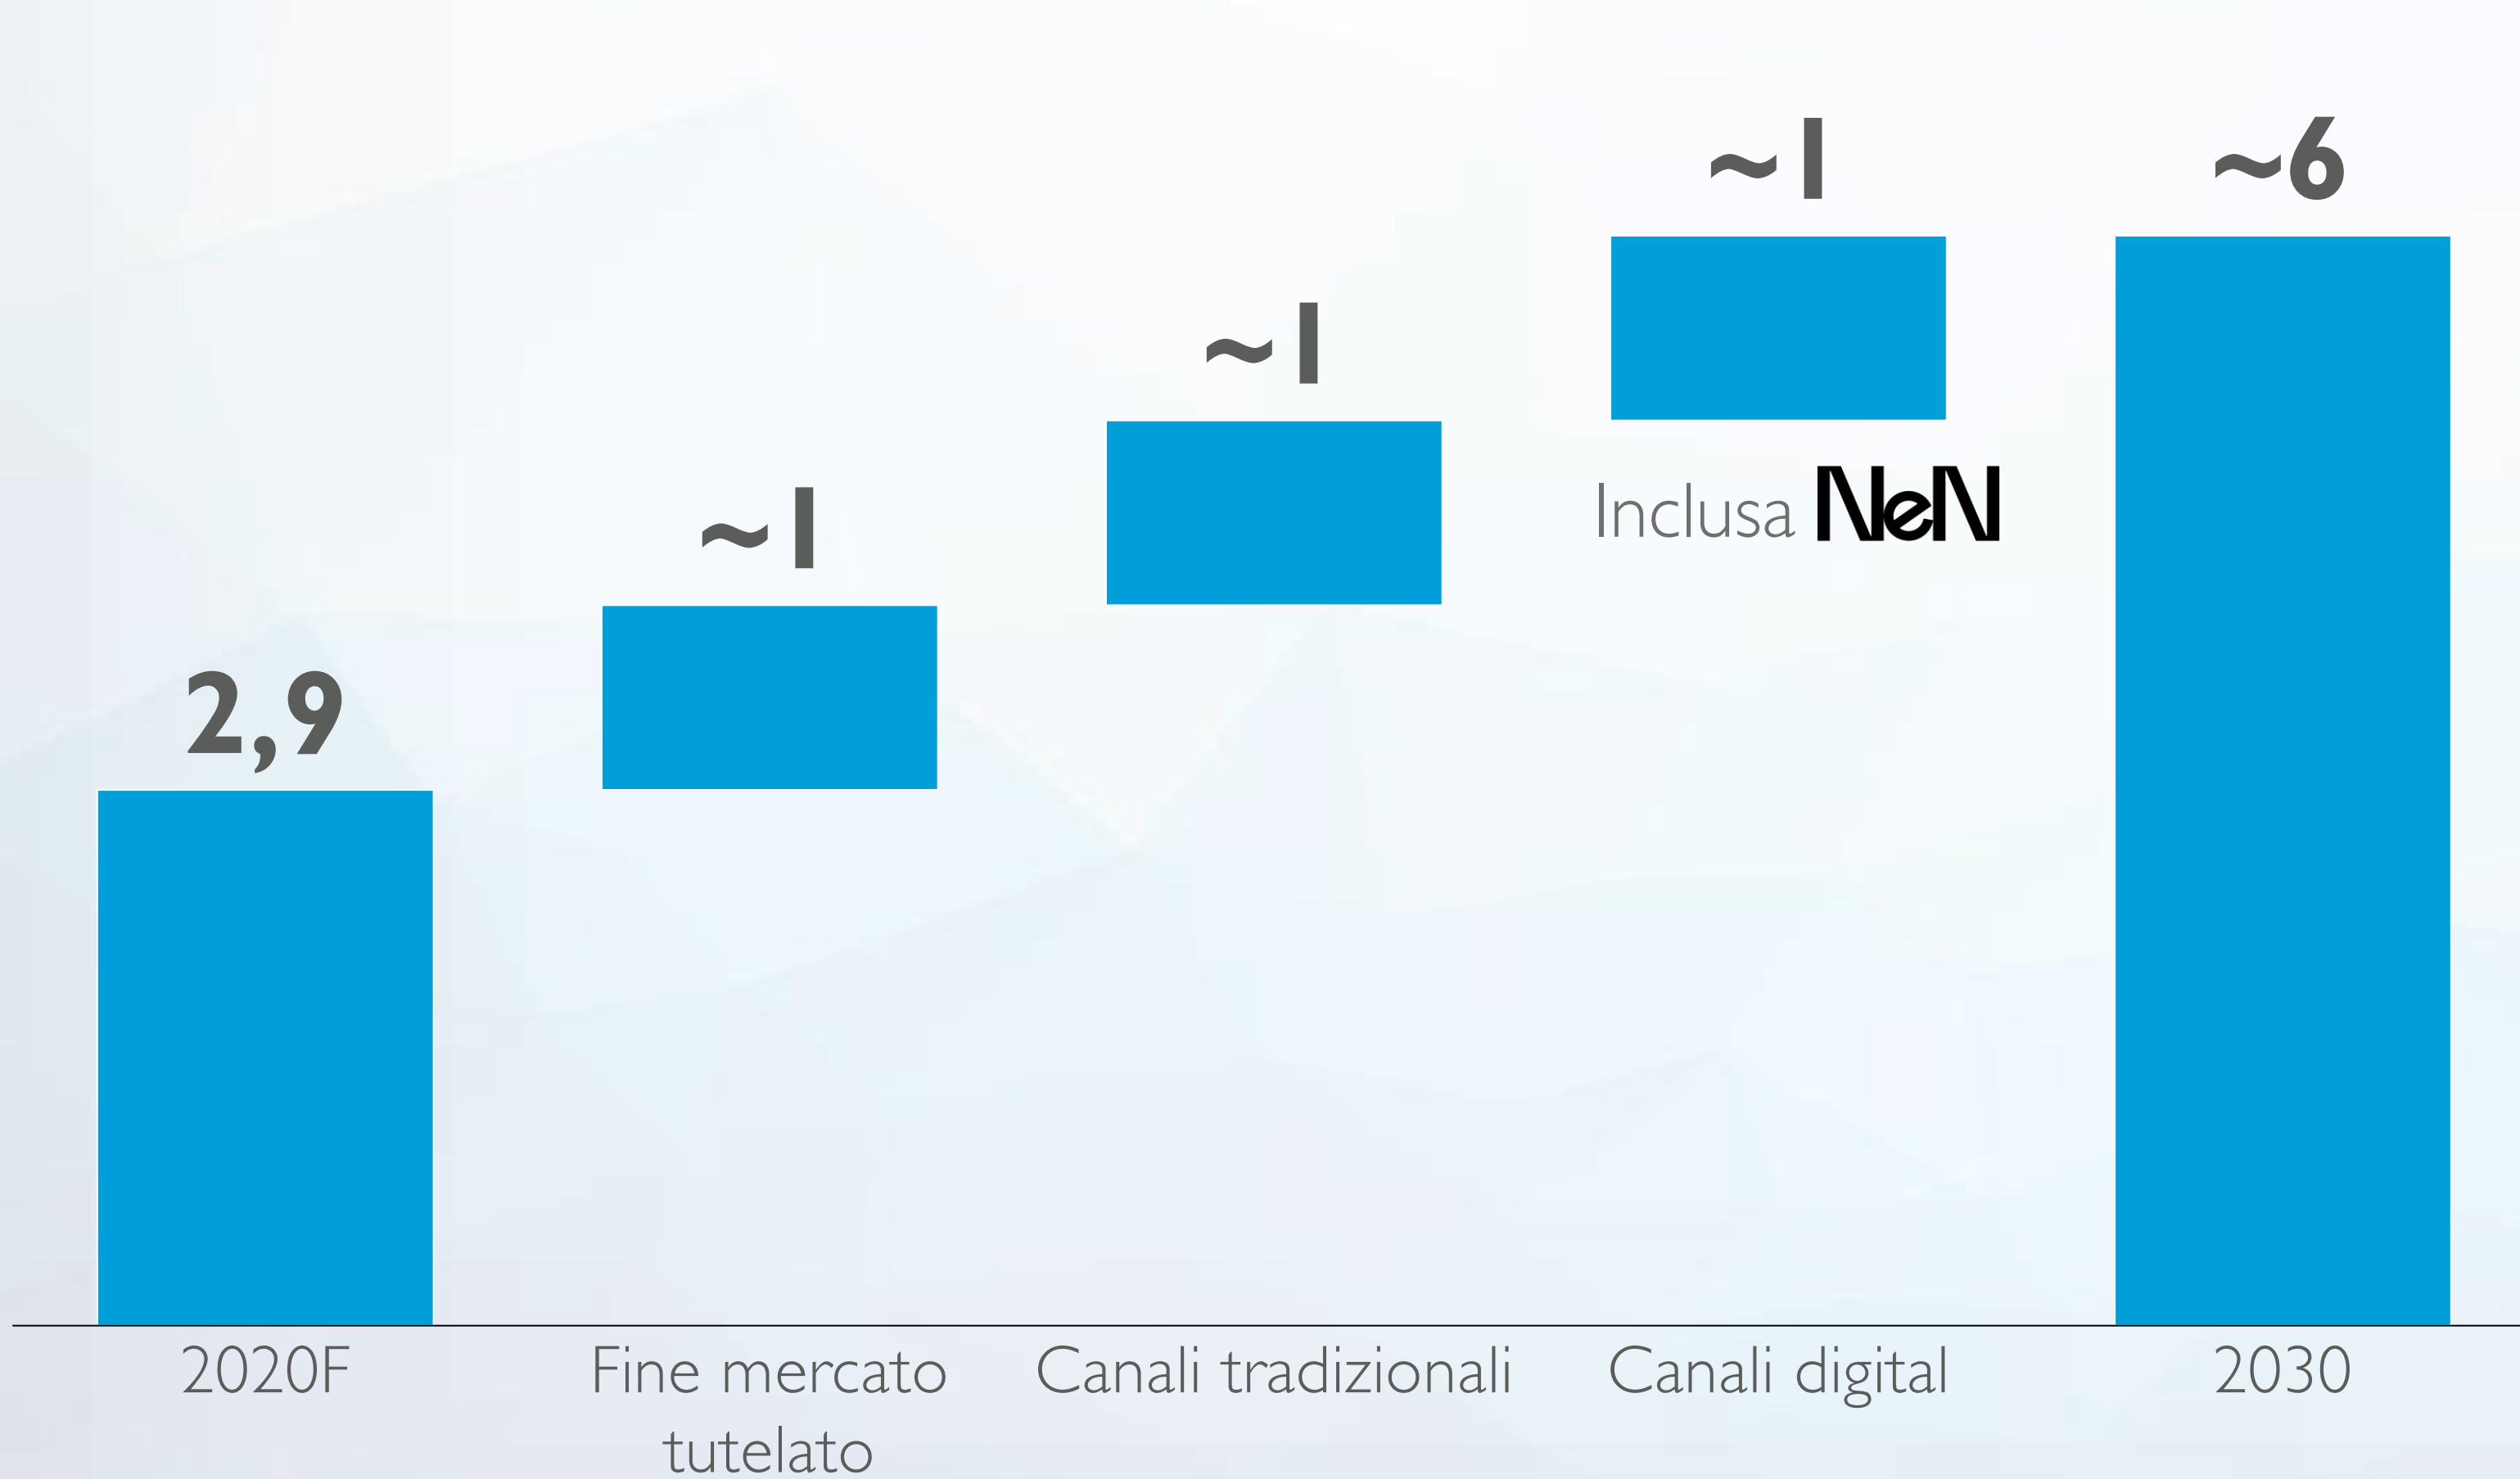 ~1
~6
~1
Inclusa NeN
~1
2,9
2020F
Fine mercato
tutelato
Canali tradizionali
Canali digital
2030